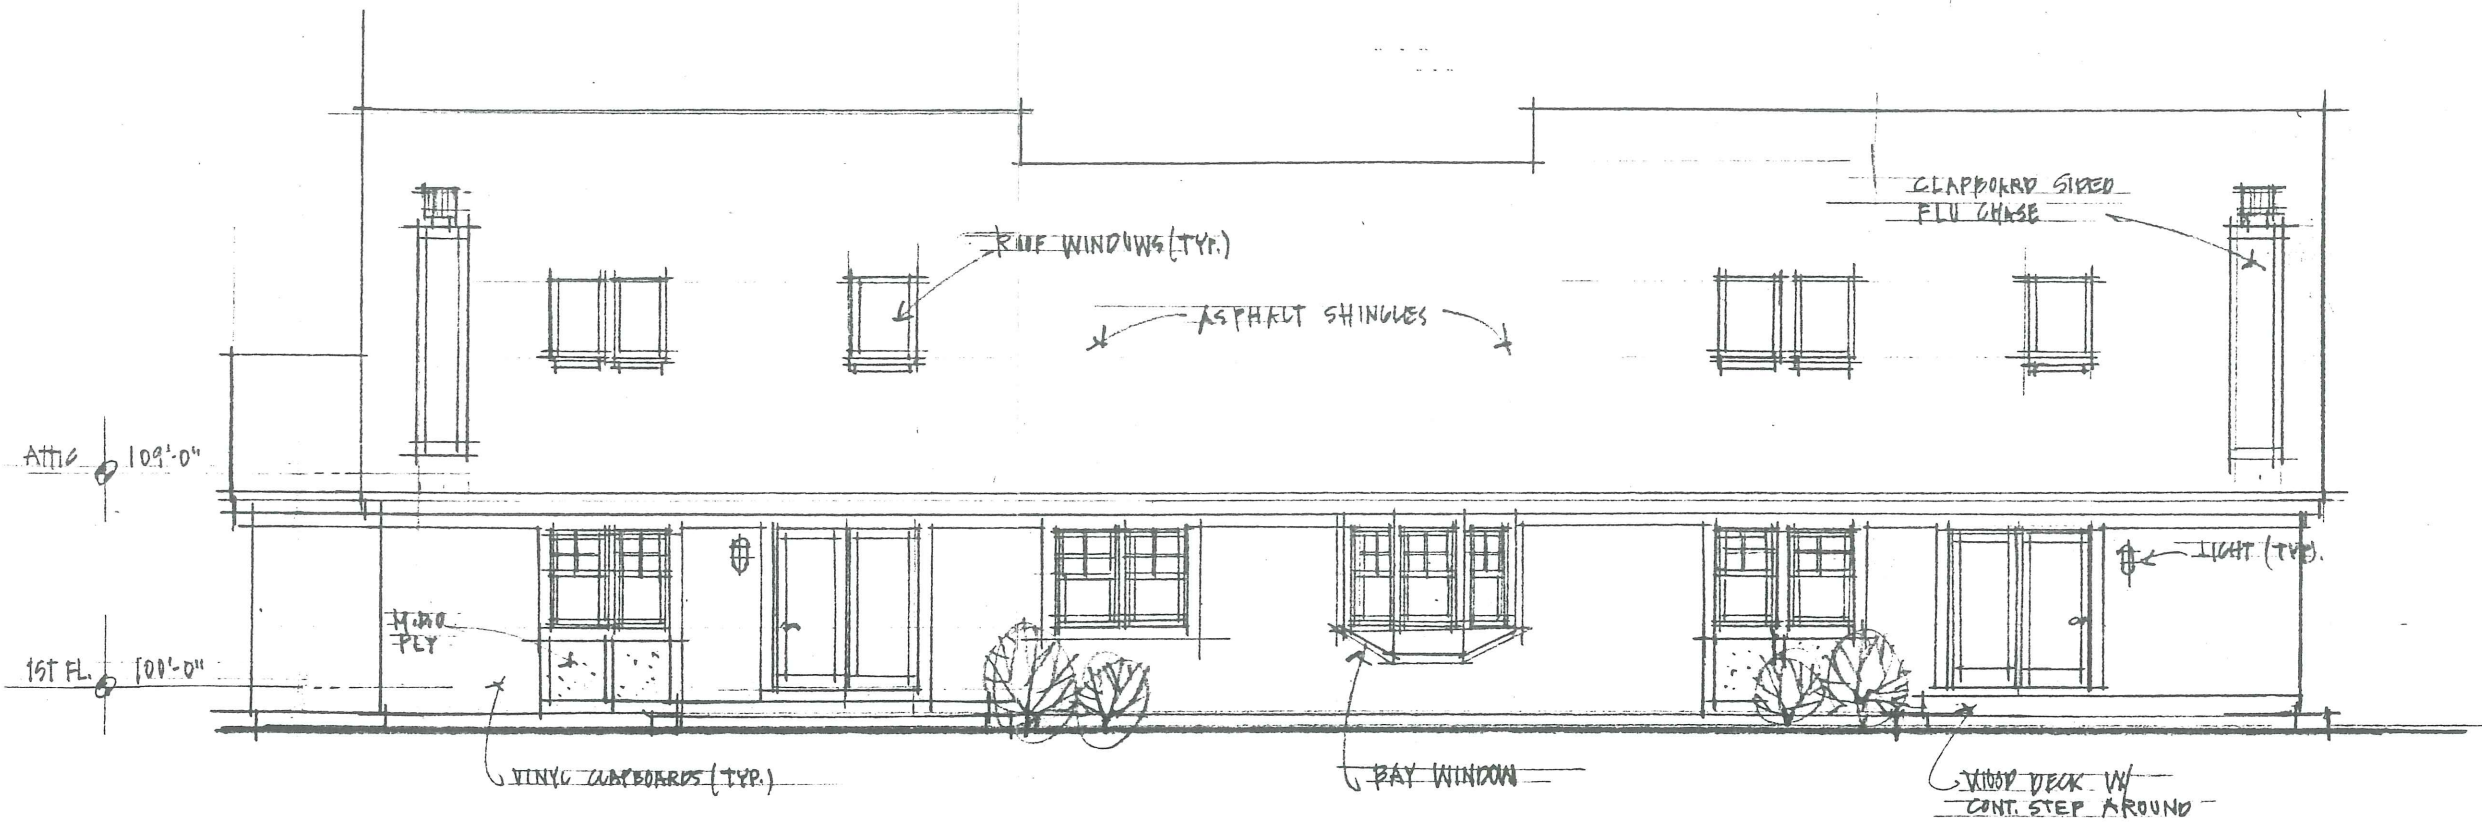 CLAPBOARD SIDED
FLU CHASE
ROOF WINDOWS (TYP.)
ASPHALT SHINGLES
ATTIC 109'-0"
LIGHT (TYP.)
M.D.O
PLY
1ST FL. 100'-0"
VINYL CLAPBOARDS (TYP.)
BAY WINDOW
WOOD DECK W/
CONT. STEP AROUND